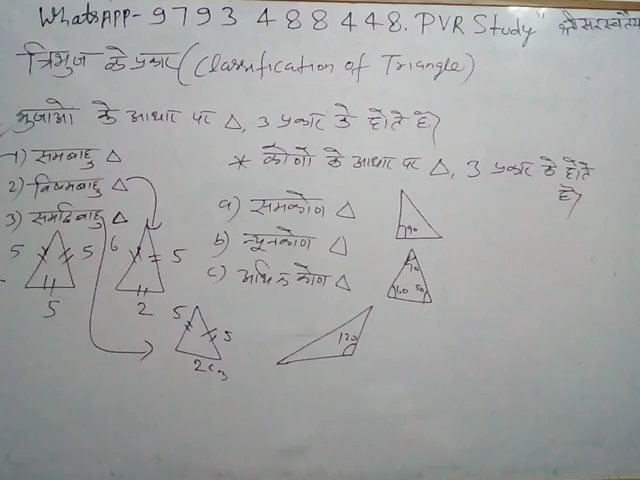 WhatsAPP-9793 488448. PVR Study
त्रिभुज के प्रकार (Classification of Triangle)
भुजाओ के आधार पर △, 3 प्रकार के होते है
1) समबाहु △
2) विषमबाहु △
3) समद्विबाहु △
* कोणो के आधार पर △, 3 प्रकार के होते है
a) समकोण △
b) न्यूनकोण △
c) अधिककोण △
90
5 5
5
6 5
2
70
60 50
5 5
2cm
120